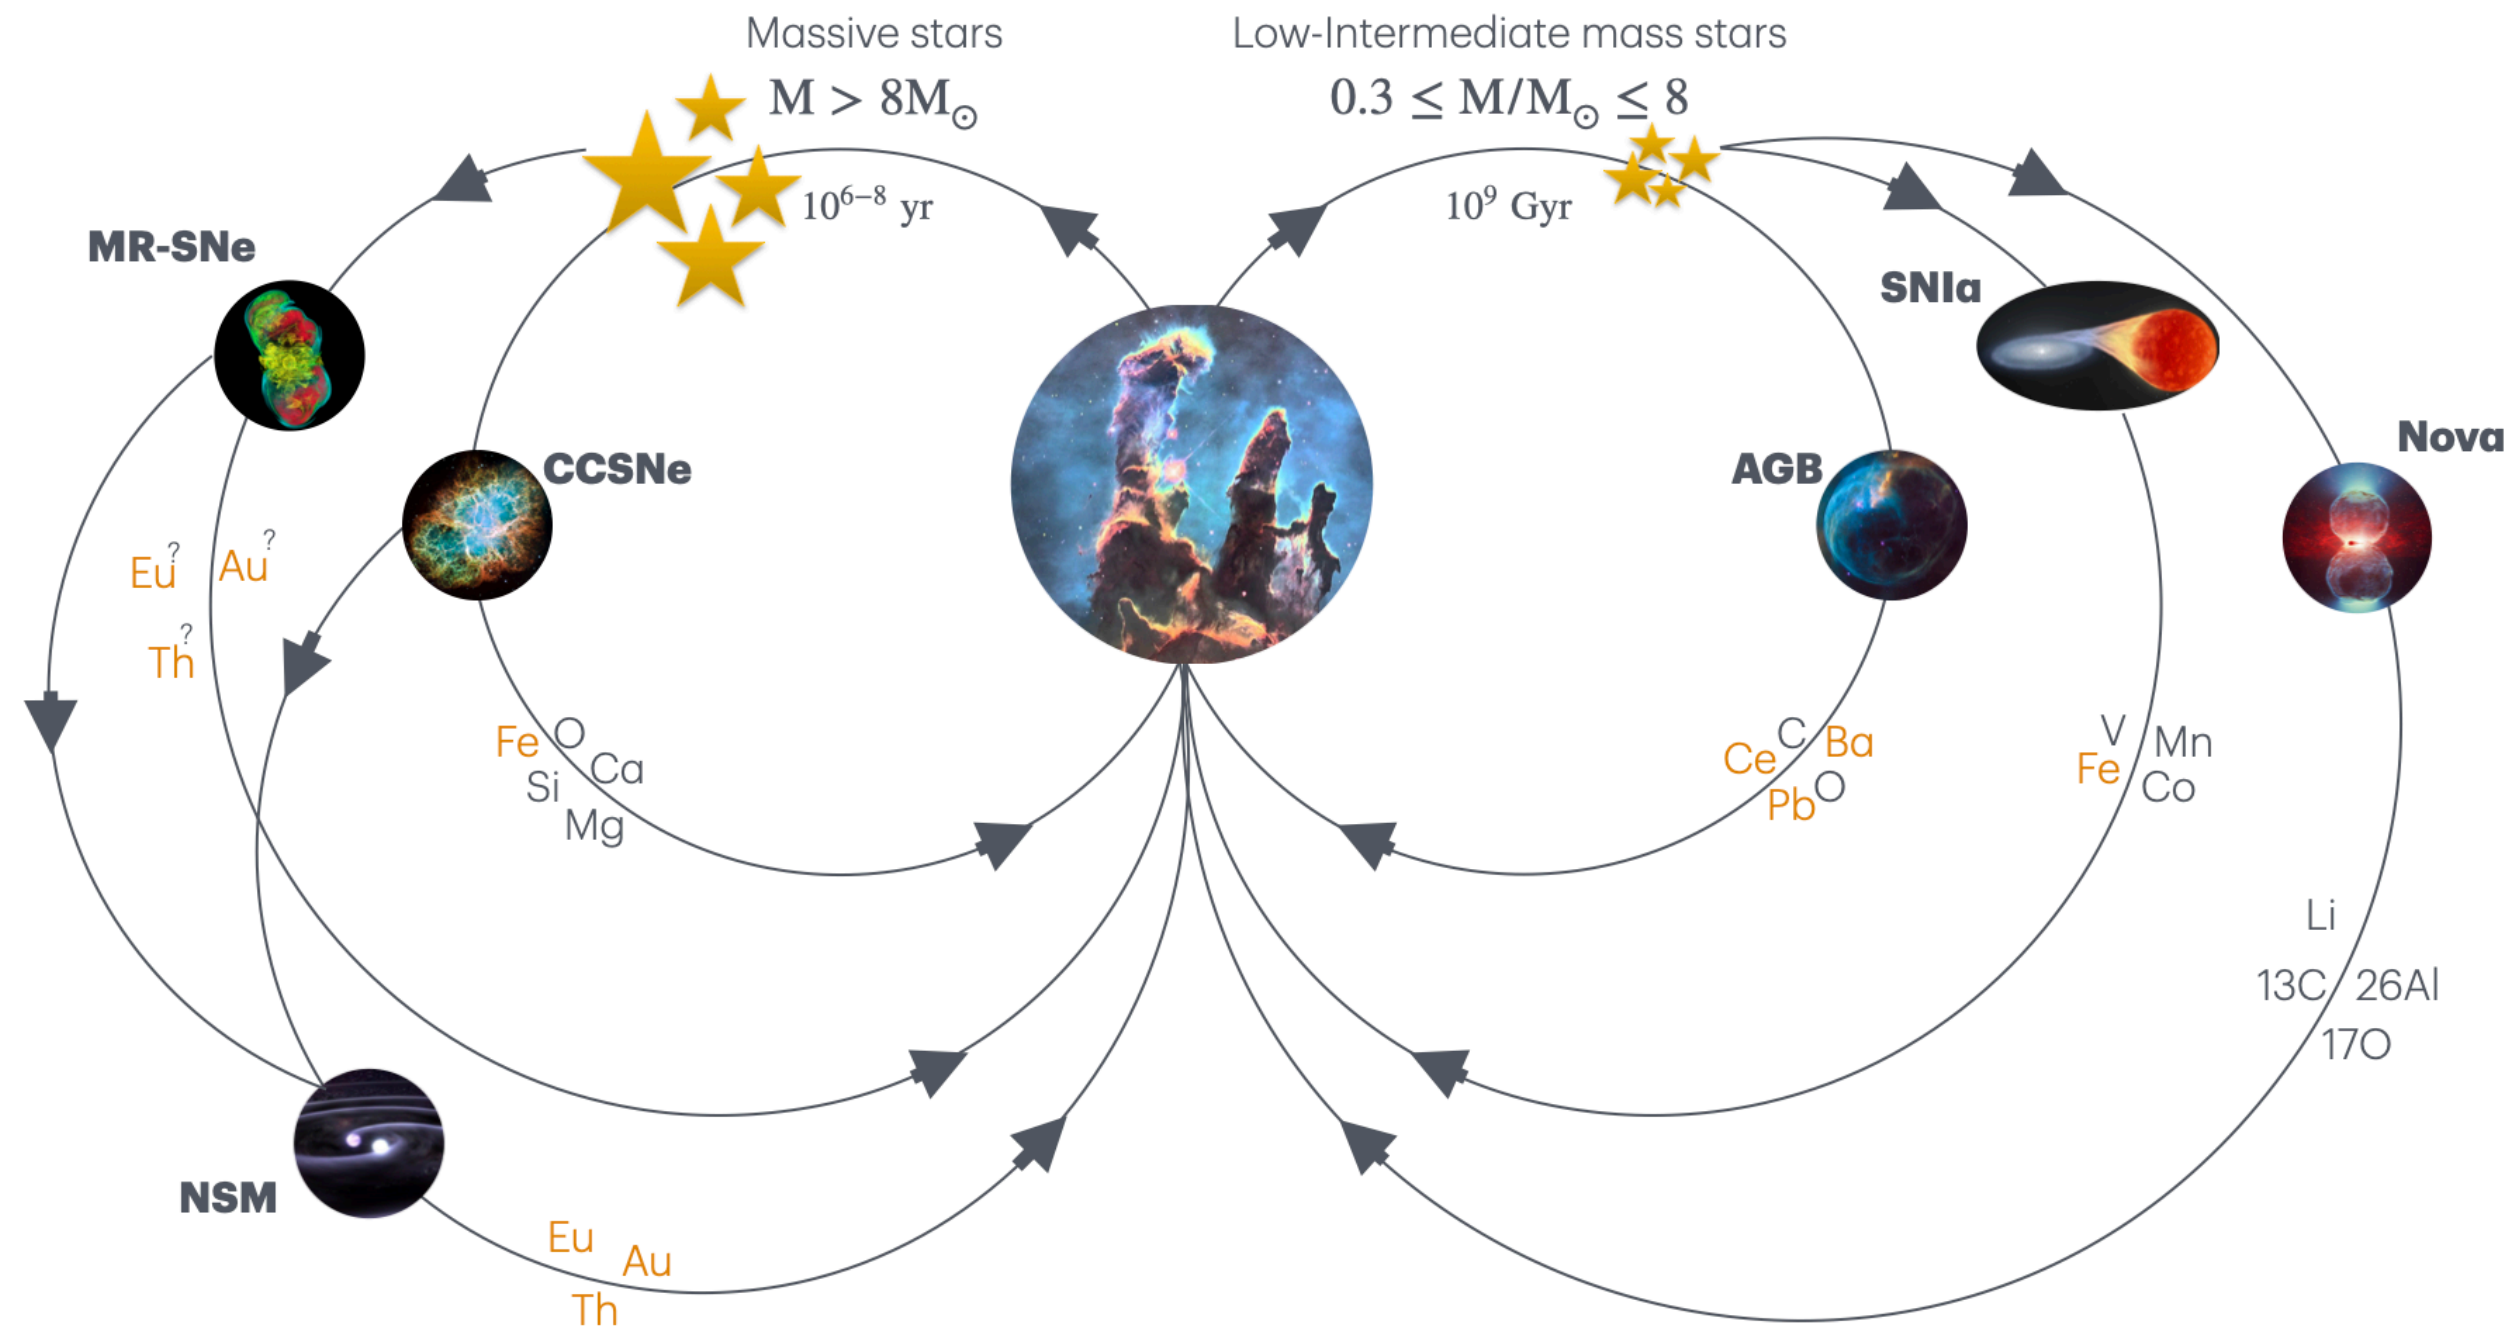 Massive stars
M > 8M⊙
10⁶⁻⁸ yr
Low-Intermediate mass stars
0.3 ≤ M/M⊙ ≤ 8
10⁹ Gyr
MR-SNe
CCSNe
Eu?
Au?
Th?
Fe O
Si Ca
Mg
NSM
Eu Au
Th
SNIa
AGB
Nova
Ce C Ba
Pb O
V Mn
Fe Co
Li
13C 26Al
17O